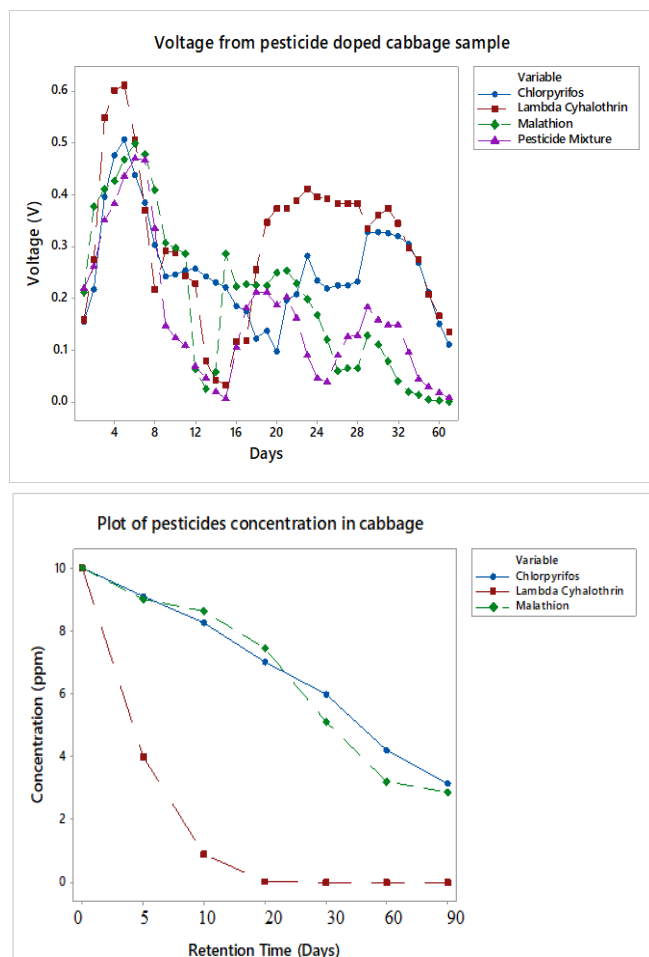 Voltage from pesticide doped cabbage sample
Variable
Chlorpyrifos
Lambda Cyhalothrin
Malathion
Pesticide Mixture
0.6
0.5
0.4
0.3
0.2
0.1
0.0
Voltage (V)
4 8 12 16 20 24 28 32 60
Days
Plot of pesticides concentration in cabbage
Variable
Chlorpyrifos
Lambda Cyhalothrin
Malathion
10
8
6
4
2
0
Concentration (ppm)
0 5 10 20 30 60 90
Retention Time (Days)